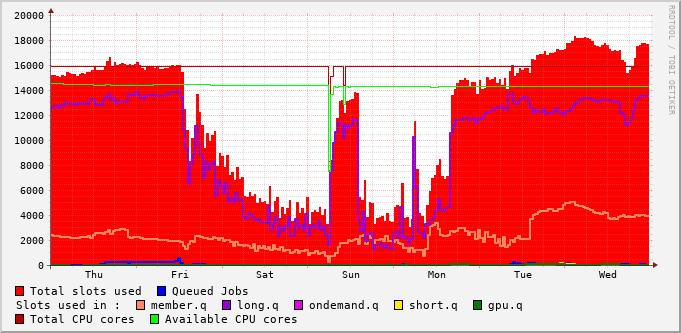 RRDTOOL / TOBI OETIKER
20000
18000
16000
14000
12000
10000
8000
6000
4000
2000
0
Thu Fri Sat Sun Mon Tue Wed
Total slots used Queued Jobs
Slots used in : member.q long.q ondemand.q short.q gpu.q
Total CPU cores Available CPU cores